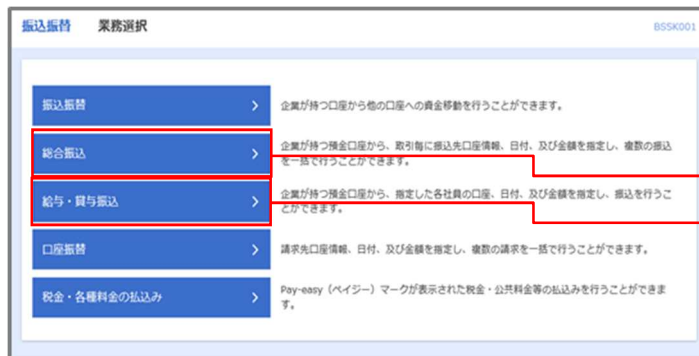 振込振替 業務選択 BSSK001
振込振替 企業が持つ口座から他の口座への資金移動を行うことができます。
総合振込 企業が持つ預金口座から、取引毎に振込先口座情報、日付、及び金額を指定し、複数の振込
を一括で行うことができます。
給与・賞与振込 企業が持つ預金口座から、指定した各社員の口座、日付、及び金額を指定し、振込を行うこ
とができます。
口座振替 請求先口座情報、日付、及び金額を指定し、複数の請求を一括で行うことができます。
税金・各種料金の払込み Pay-easy（ペイジー）マークが表示された税金・公共料金等の払込みを行うことができま
す。